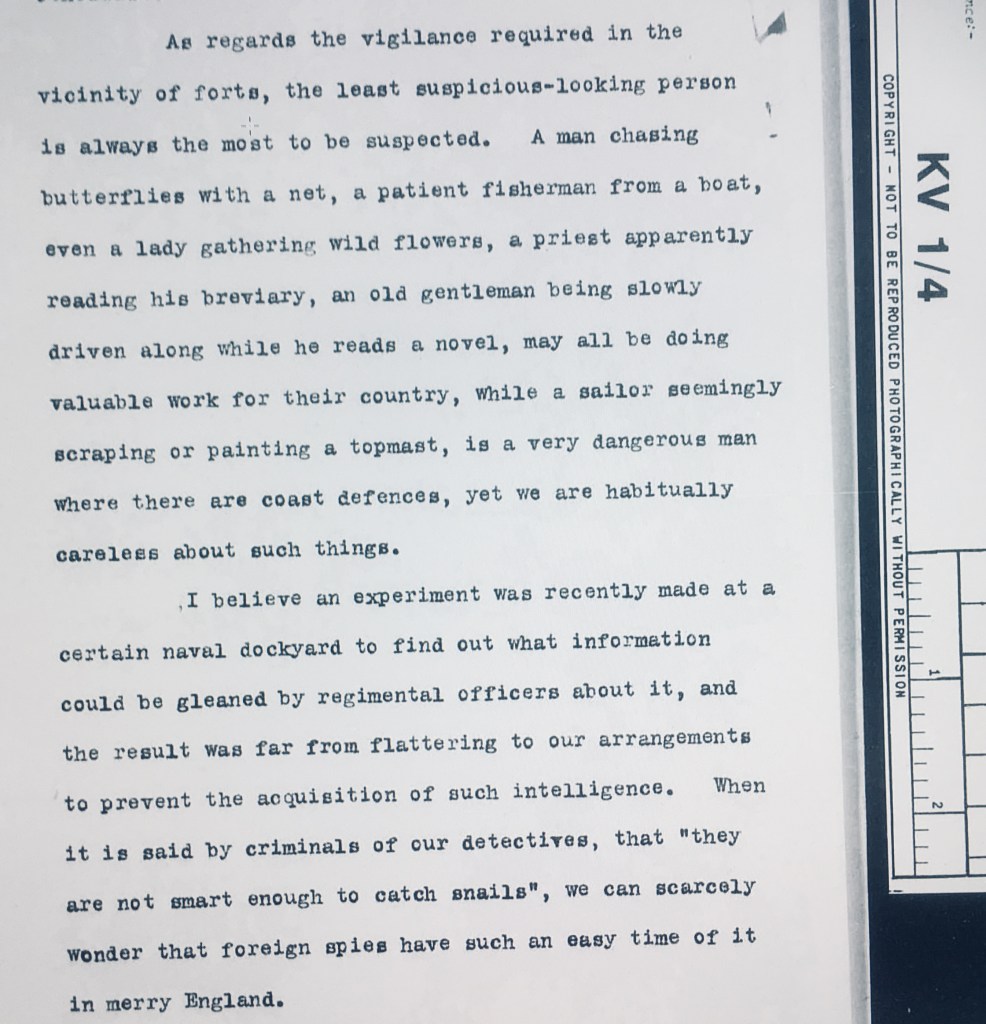 As regards the vigilance required in the
vicinity of forts, the least suspicious-looking person
is always the most to be suspected. A man chasing
butterflies with a net, a patient fisherman from a boat,
even a lady gathering wild flowers, a priest apparently
reading his breviary, an old gentleman being slowly
driven along while he reads a novel, may all be doing
valuable work for their country, while a sailor seemingly
scraping or painting a topmast, is a very dangerous man
where there are coast defences, yet we are habitually
careless about such things.
I believe an experiment was recently made at a
certain naval dockyard to find out what information
could be gleaned by regimental officers about it, and
the result was far from flattering to our arrangements
to prevent the acquisition of such intelligence. When
it is said by criminals of our detectives, that "they
are not smart enough to catch snails", we can scarcely
wonder that foreign spies have such an easy time of it
in merry England.
KV 1/4
COPYRIGHT - NOT TO BE REPRODUCED PHOTOGRAPHICALLY WITHOUT PERMISSION
1
2